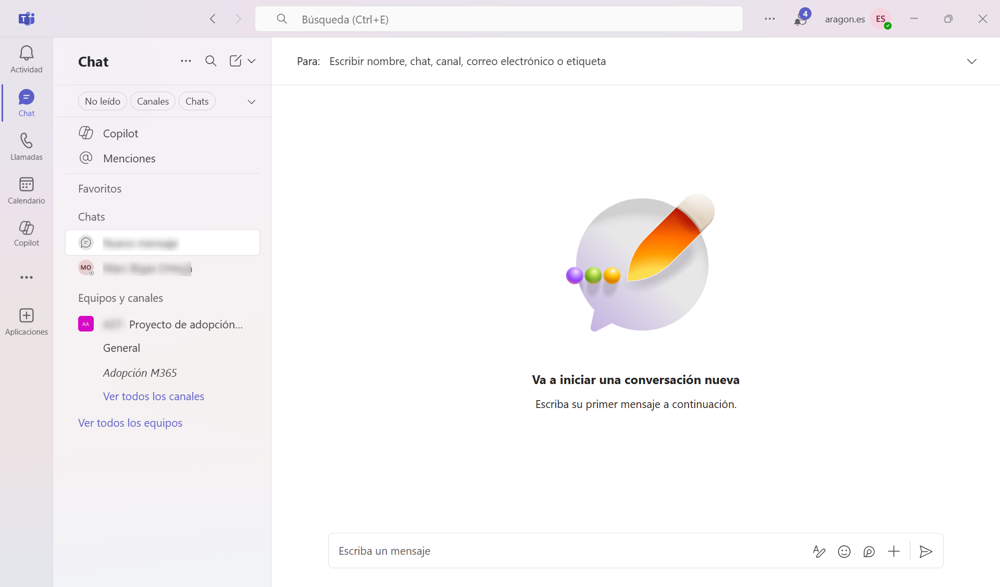 Búsqueda (Ctrl+E)
4
aragon.es
ES
Actividad
Chat
Llamadas
Calendario
Copilot
Aplicaciones
Chat
No leído
Canales
Chats
Copilot
Menciones
Favoritos
Chats
MO
Equipos y canales
AA
Proyecto de adopción...
General
Adopción M365
Ver todos los canales
Ver todos los equipos
Para: Escribir nombre, chat, canal, correo electrónico o etiqueta
Va a iniciar una conversación nueva
Escriba su primer mensaje a continuación.
Escriba un mensaje